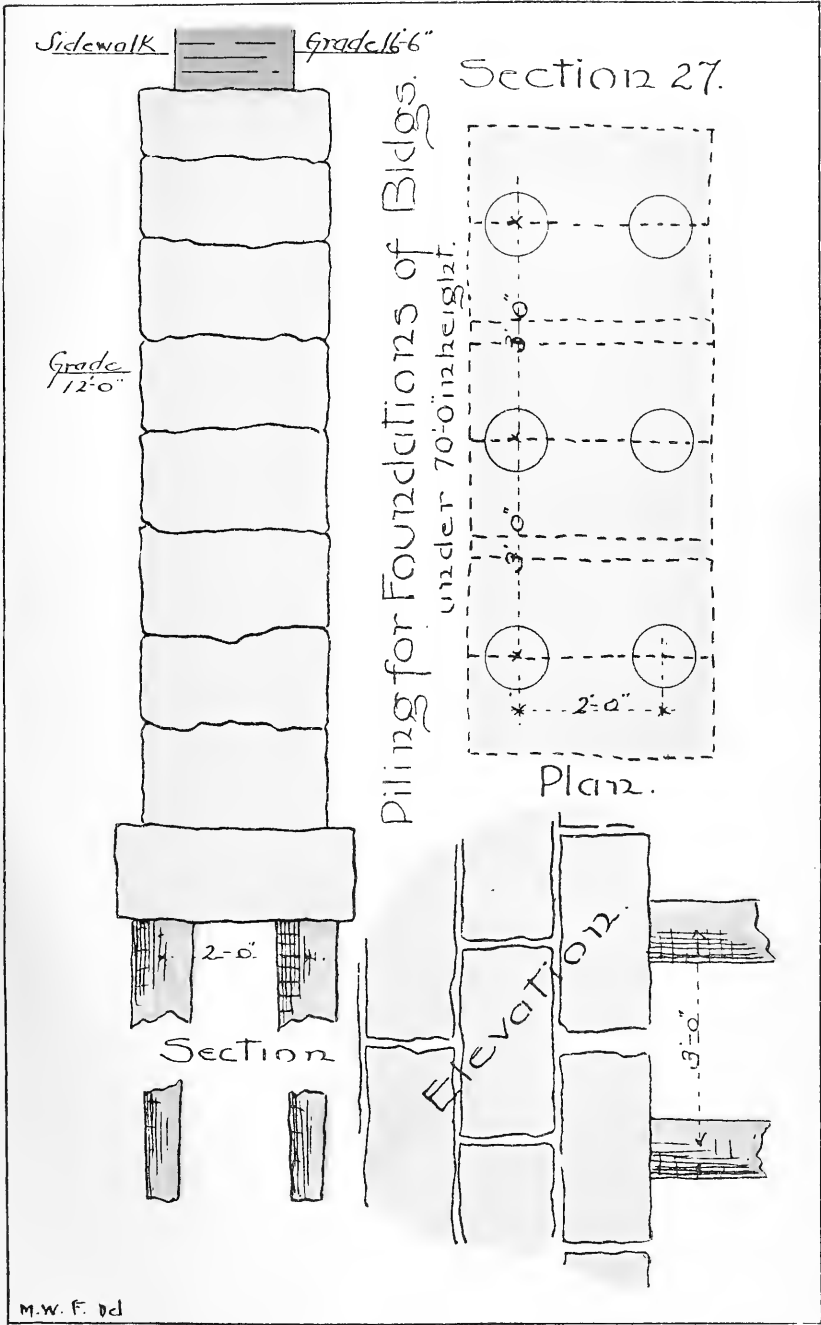 Sidewalk
Grade 16'-6"
Section 27.
Piling for Foundations of Bldgs.
under 70'-0" in height.
Grade
12'-0"
3'-0"
3'-0"
2'-0"
Plan.
2'-0"
Section
Elevation.
3'-0"
M.W.F. Del